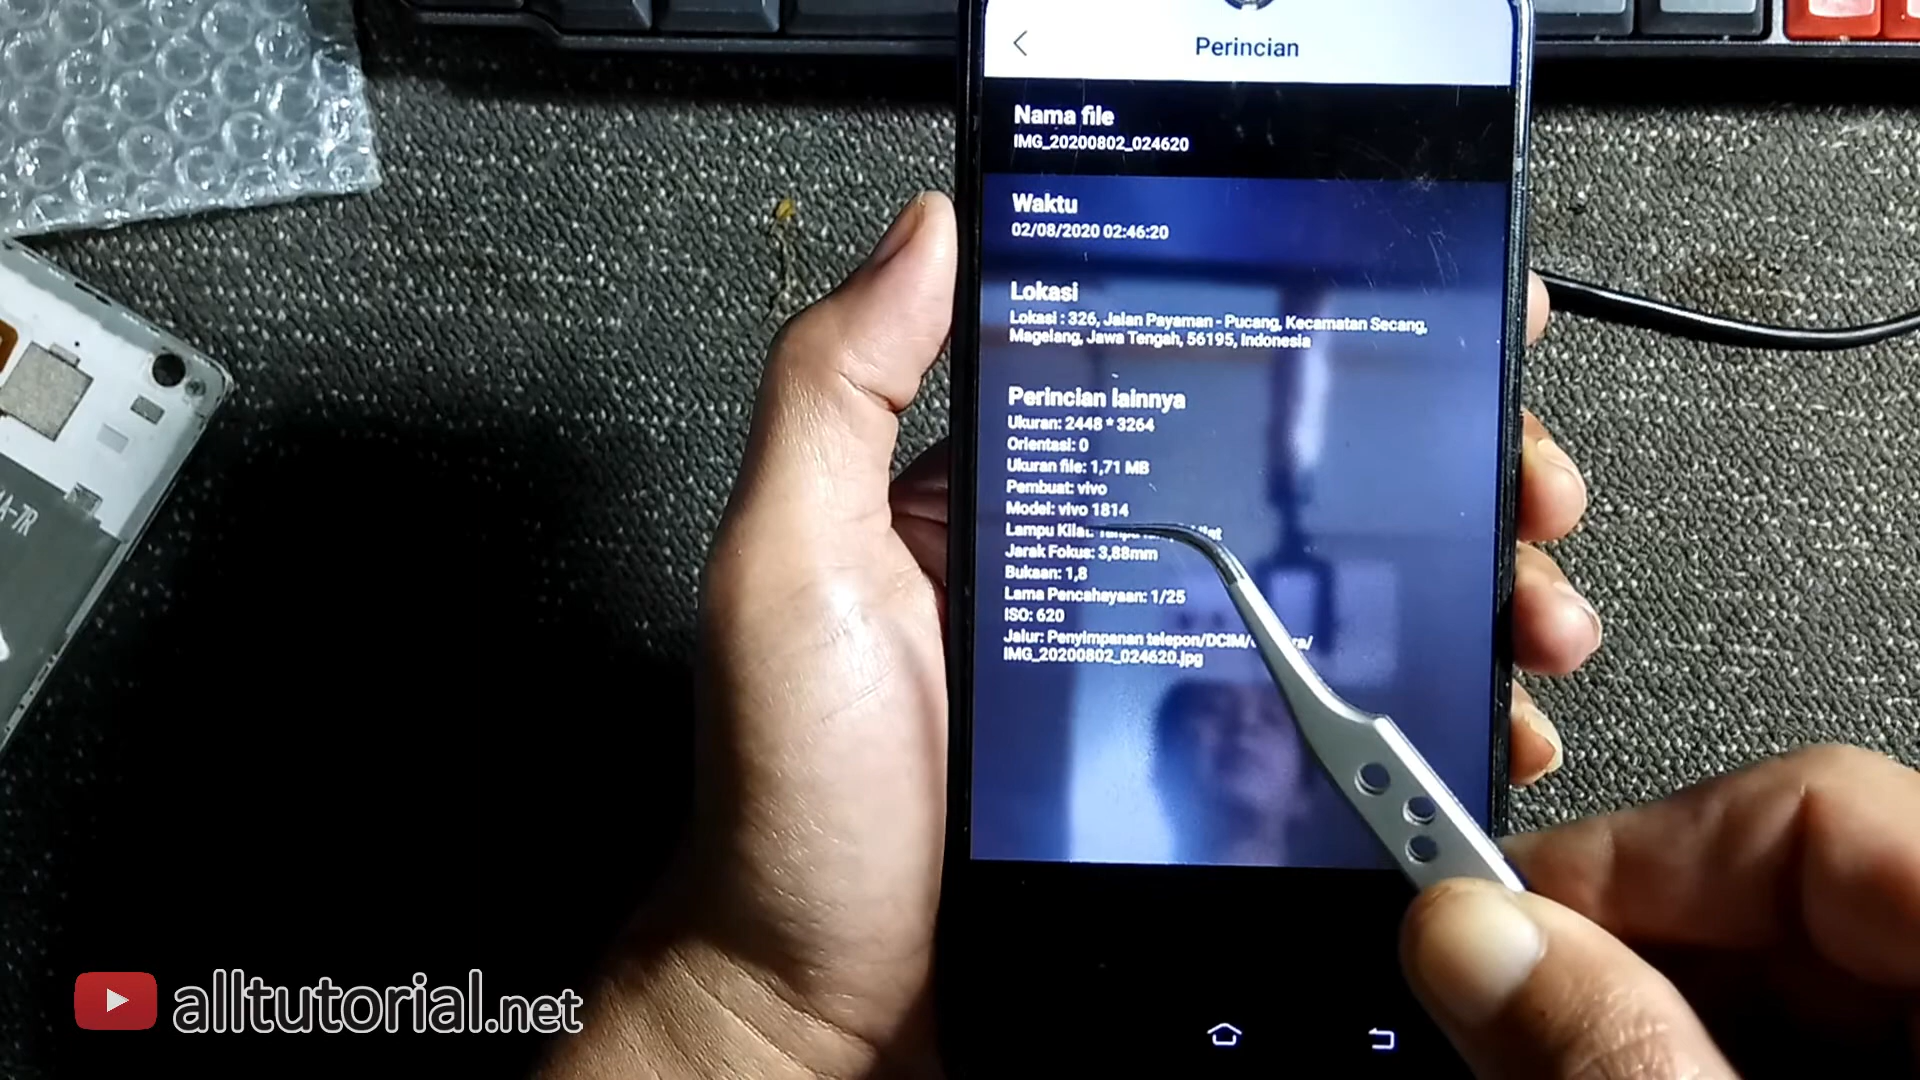 Perincian
Nama file
IMG_20200802_024620
Waktu
02/08/2020 02:46:20
Lokasi
Lokasi : 326, Jalan Payaman - Pucang, Kecamatan Secang,
Magelang, Jawa Tengah, 56195, Indonesia
Perincian lainnya
Ukuran: 2448 * 3264
Orientasi: 0
Ukuran file: 1,71 MB
Pembuat: vivo
Model: vivo 1814
Lampu Kilat:
Jarak Fokus: 3,88mm
Bukaan: 1,8
Lama Pencahayaan: 1/25
ISO: 620
Jalur: Penyimpanan telepon/DCIM/
IMG_20200802_024620.jpg
alltutorial.net